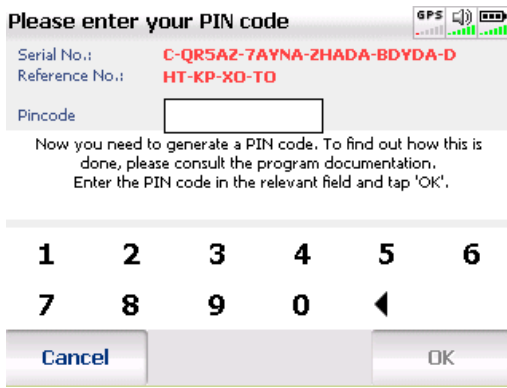 Please enter your PIN code GPS
Serial No.: C-QR5AZ-7AYNA-ZHADA-BDYDA-D
Reference No.: HT-KP-XO-TO
Pincode
Now you need to generate a PIN code. To find out how this is
done, please consult the program documentation.
Enter the PIN code in the relevant field and tap 'OK'.
1 2 3 4 5 6
7 8 9 0
Cancel OK